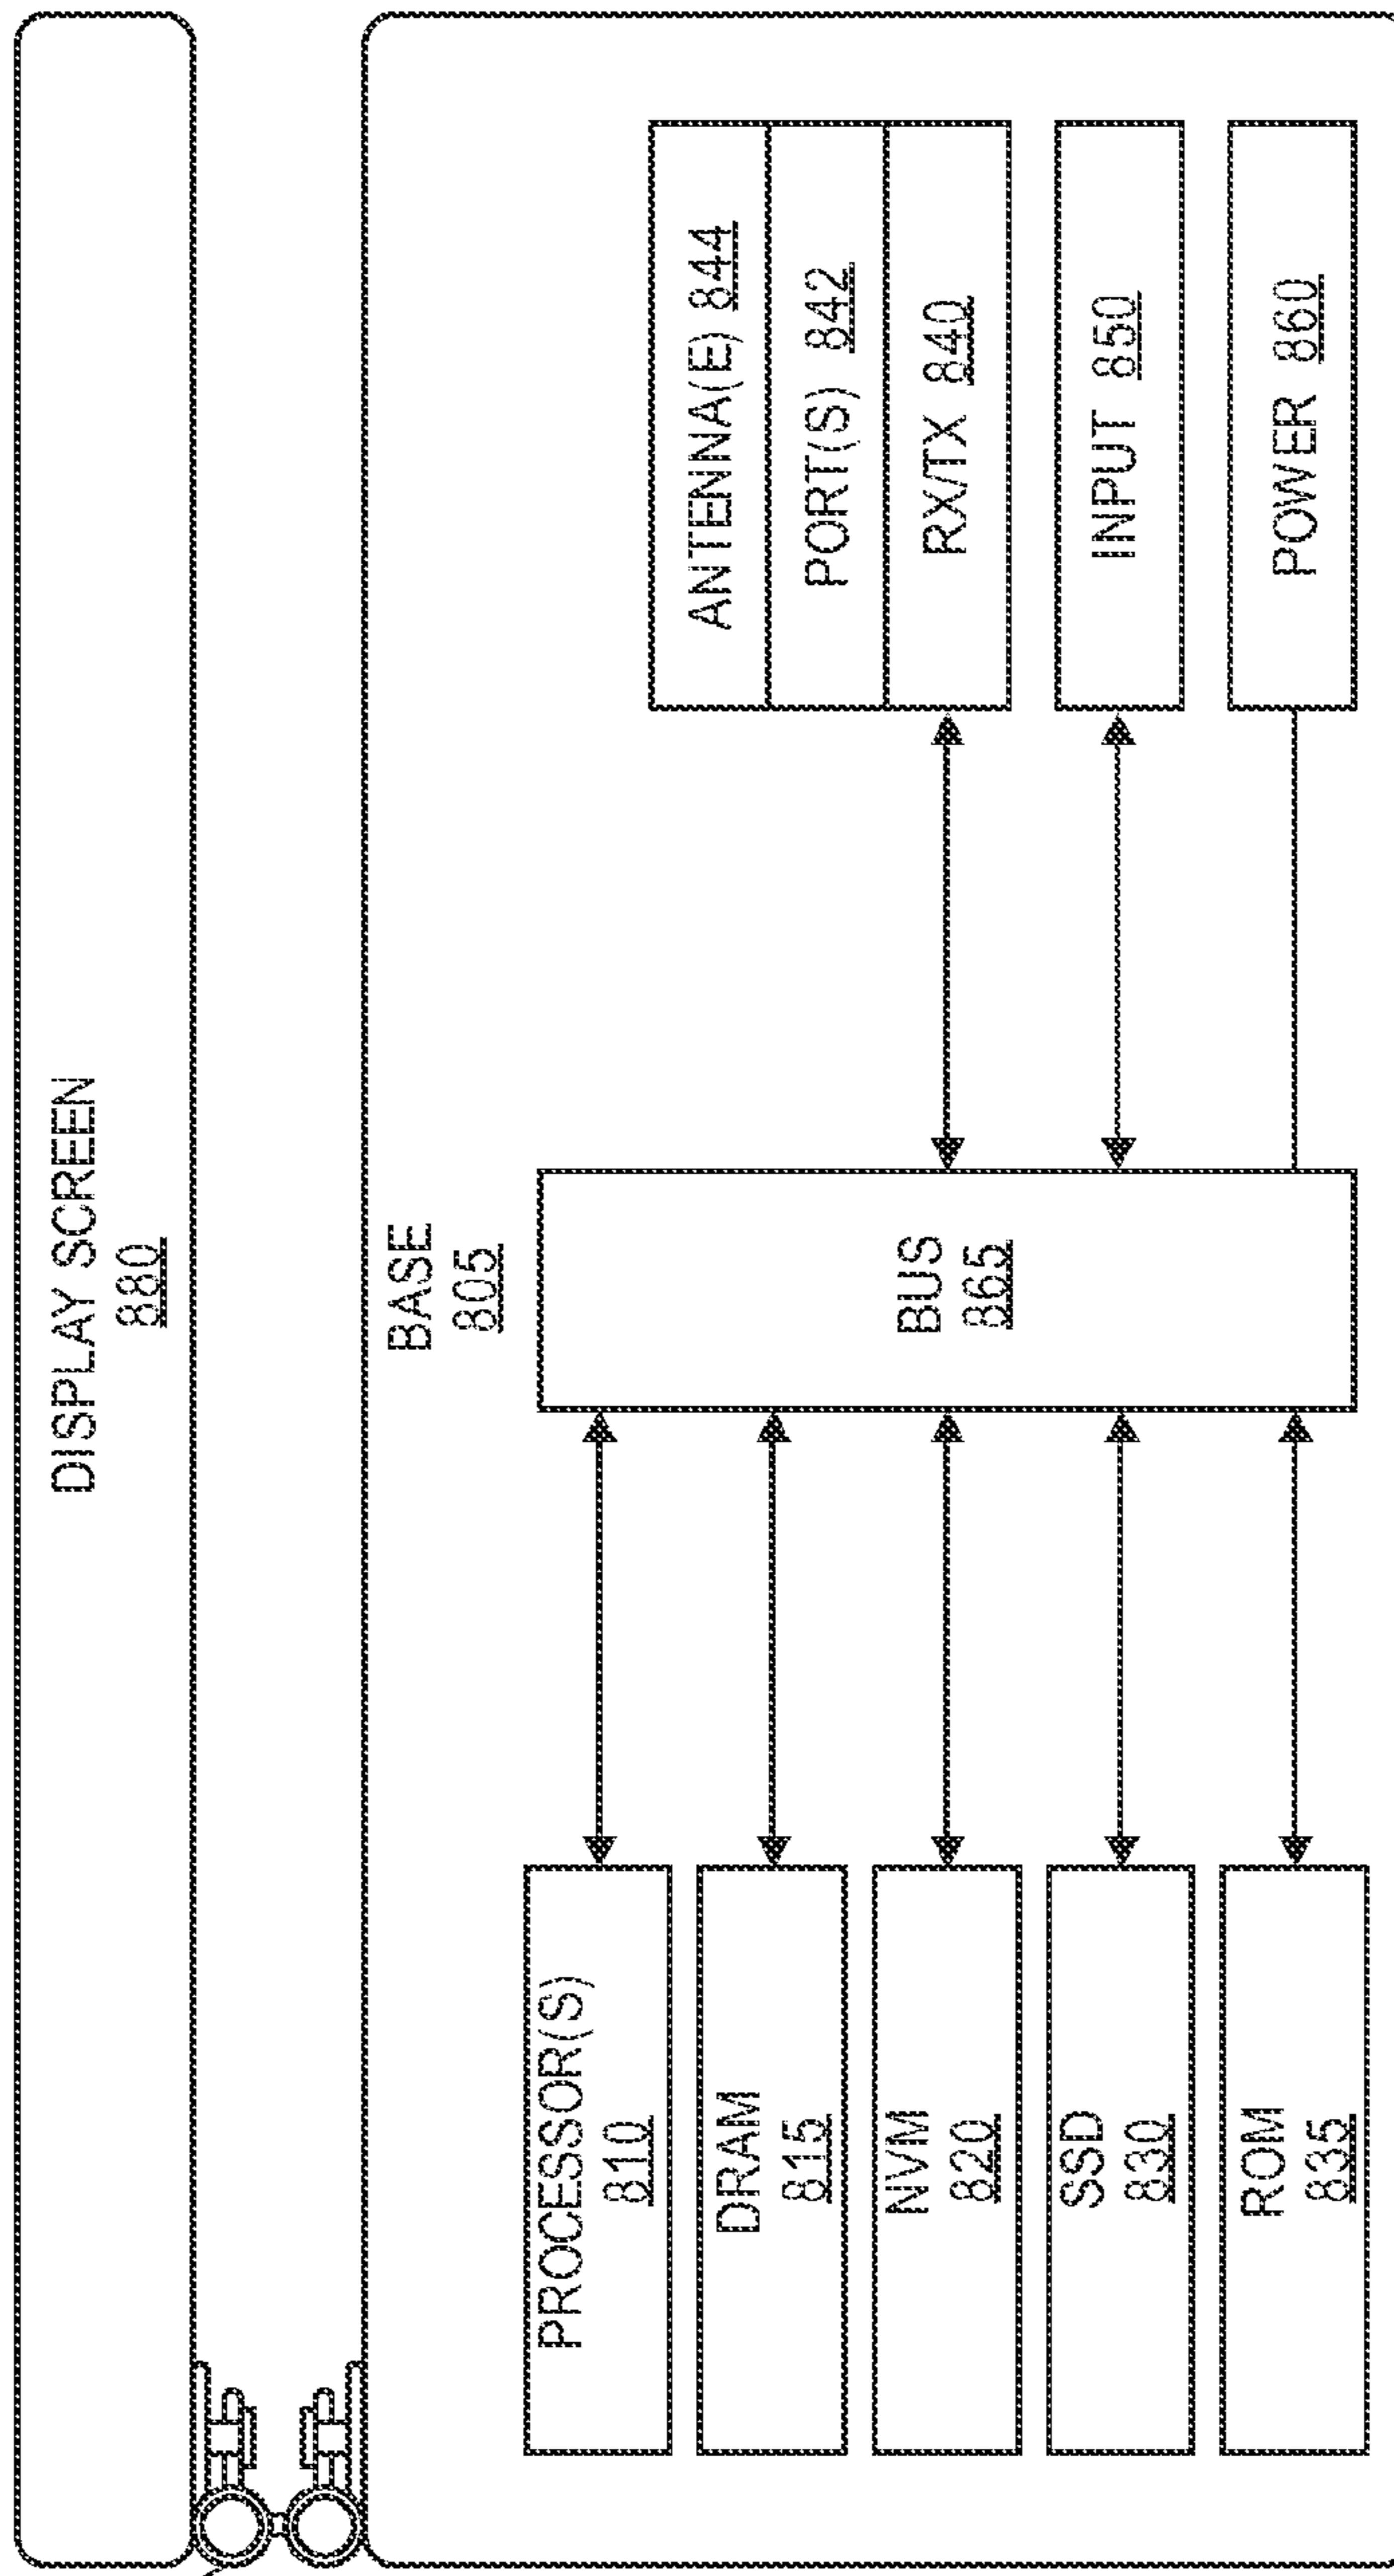 DISPLAY SCREEN
880
BASE
805
PROCESSOR(S)
810
DRAM
815
NVM
820
SSD
830
ROM
835
BUS
865
ANTENNA(E) 844
PORT(S) 842
RX/TX 840
INPUT 850
POWER 860